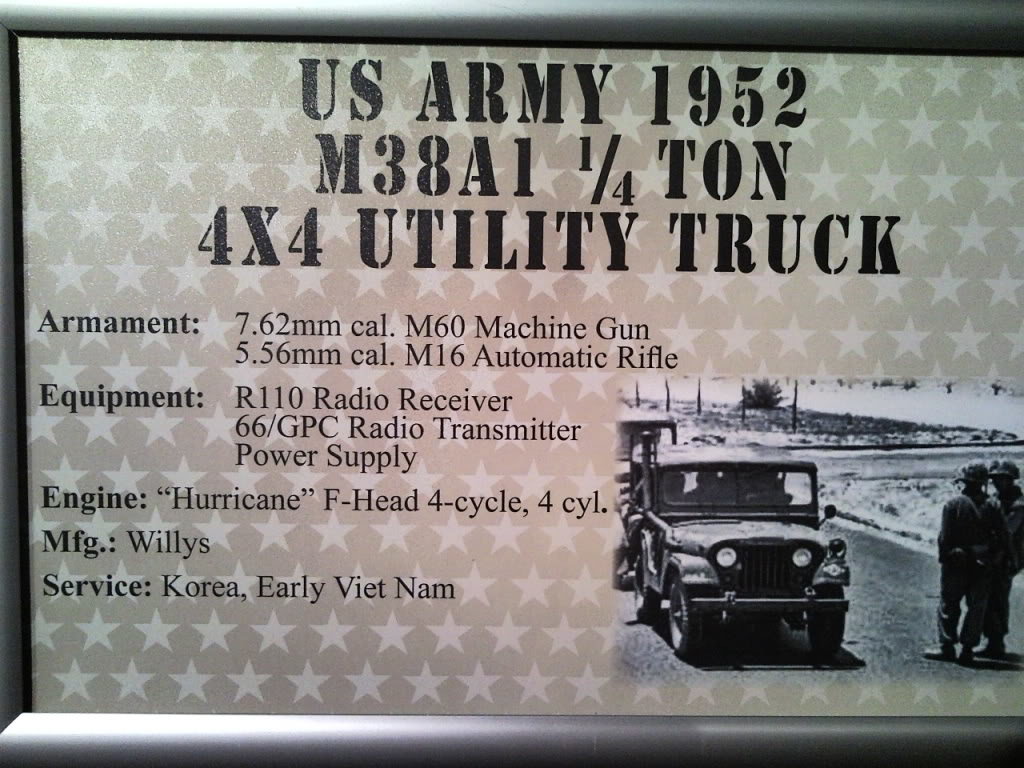 US ARMY 1952
M38A1 ¼ TON
4X4 UTILITY TRUCK
Armament: 7.62mm cal. M60 Machine Gun
5.56mm cal. M16 Automatic Rifle
Equipment: R110 Radio Receiver
66/GPC Radio Transmitter
Power Supply
Engine: “Hurricane” F-Head 4-cycle, 4 cyl.
Mfg.: Willys
Service: Korea, Early Viet Nam